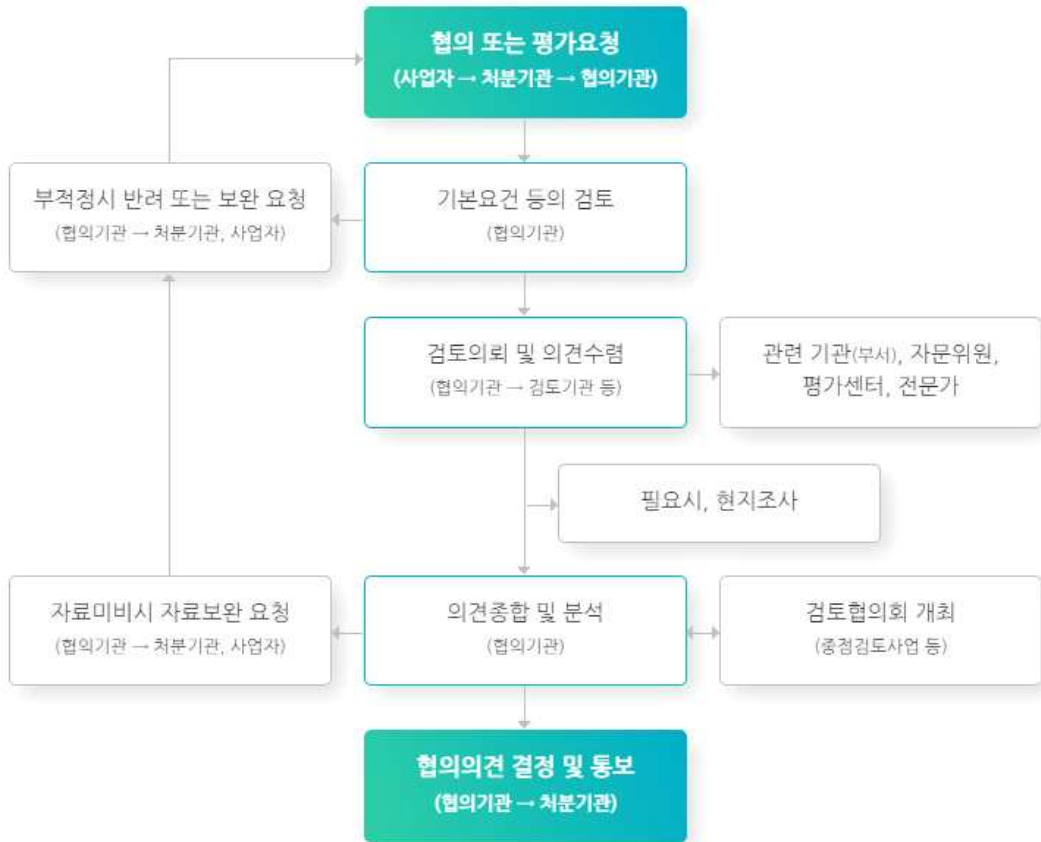 협의 또는 평가요청
(사업자 → 처분기관 → 협의기관)
부적정시 반려 또는 보완 요청
(협의기관 → 처분기관, 사업자)
기본요건 등의 검토
(협의기관)
검토의뢰 및 의견수렴
(협의기관 → 검토기관 등)
관련 기관(부서), 자문위원,
평가센터, 전문가
필요시, 현지조사
자료미비시 자료보완 요청
(협의기관 → 처분기관, 사업자)
의견종합 및 분석
(협의기관)
검토협의회 개최
(중점검토사업 등)
협의의견 결정 및 통보
(협의기관 → 처분기관)